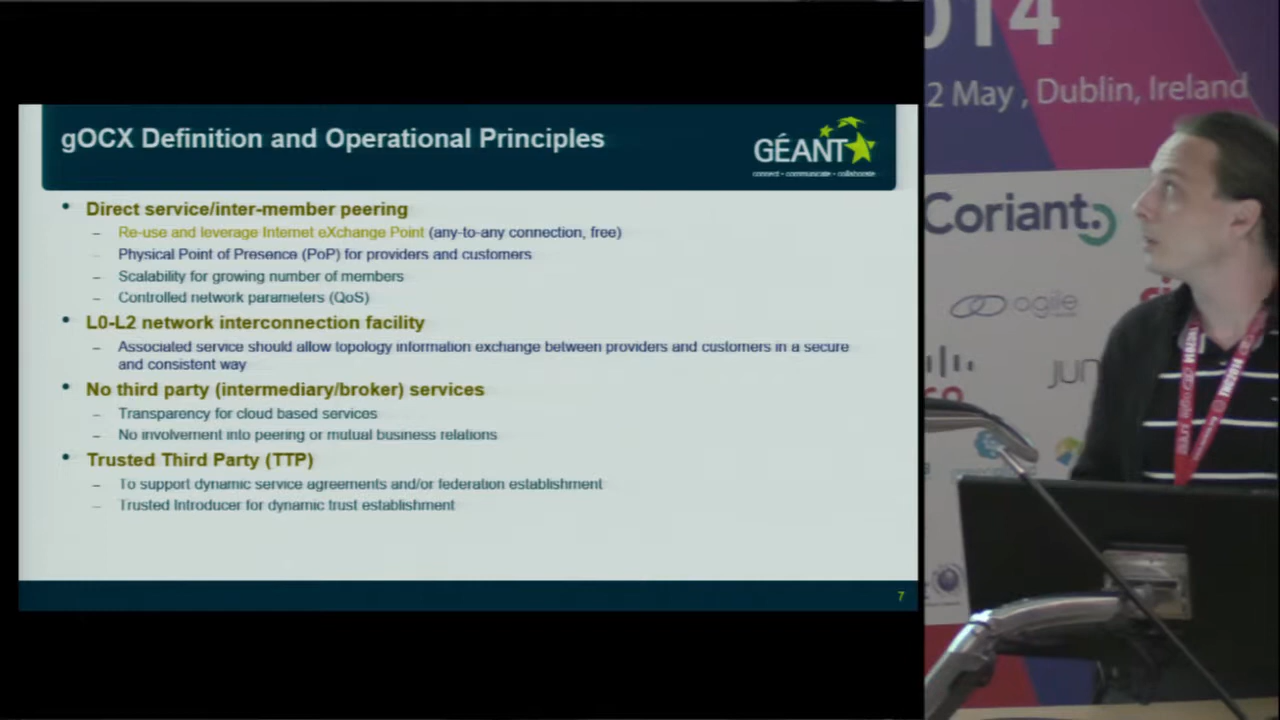 gOCX Definition and Operational Principles
GÉANT
connect • communicate • collaborate
• Direct service/inter-member peering
– Re-use and leverage Internet eXchange Point (any-to-any connection, free)
– Physical Point of Presence (PoP) for providers and customers
– Scalability for growing number of members
– Controlled network parameters (QoS)
• L0-L2 network interconnection facility
– Associated service should allow topology information exchange between providers and customers in a secure
and consistent way
• No third party (intermediary/broker) services
– Transparency for cloud based services
– No involvement into peering or mutual business relations
• Trusted Third Party (TTP)
– To support dynamic service agreements and/or federation establishment
– Trusted Introducer for dynamic trust establishment
7
014
2 May , Dublin, Ireland
Coriant.
agile
jun